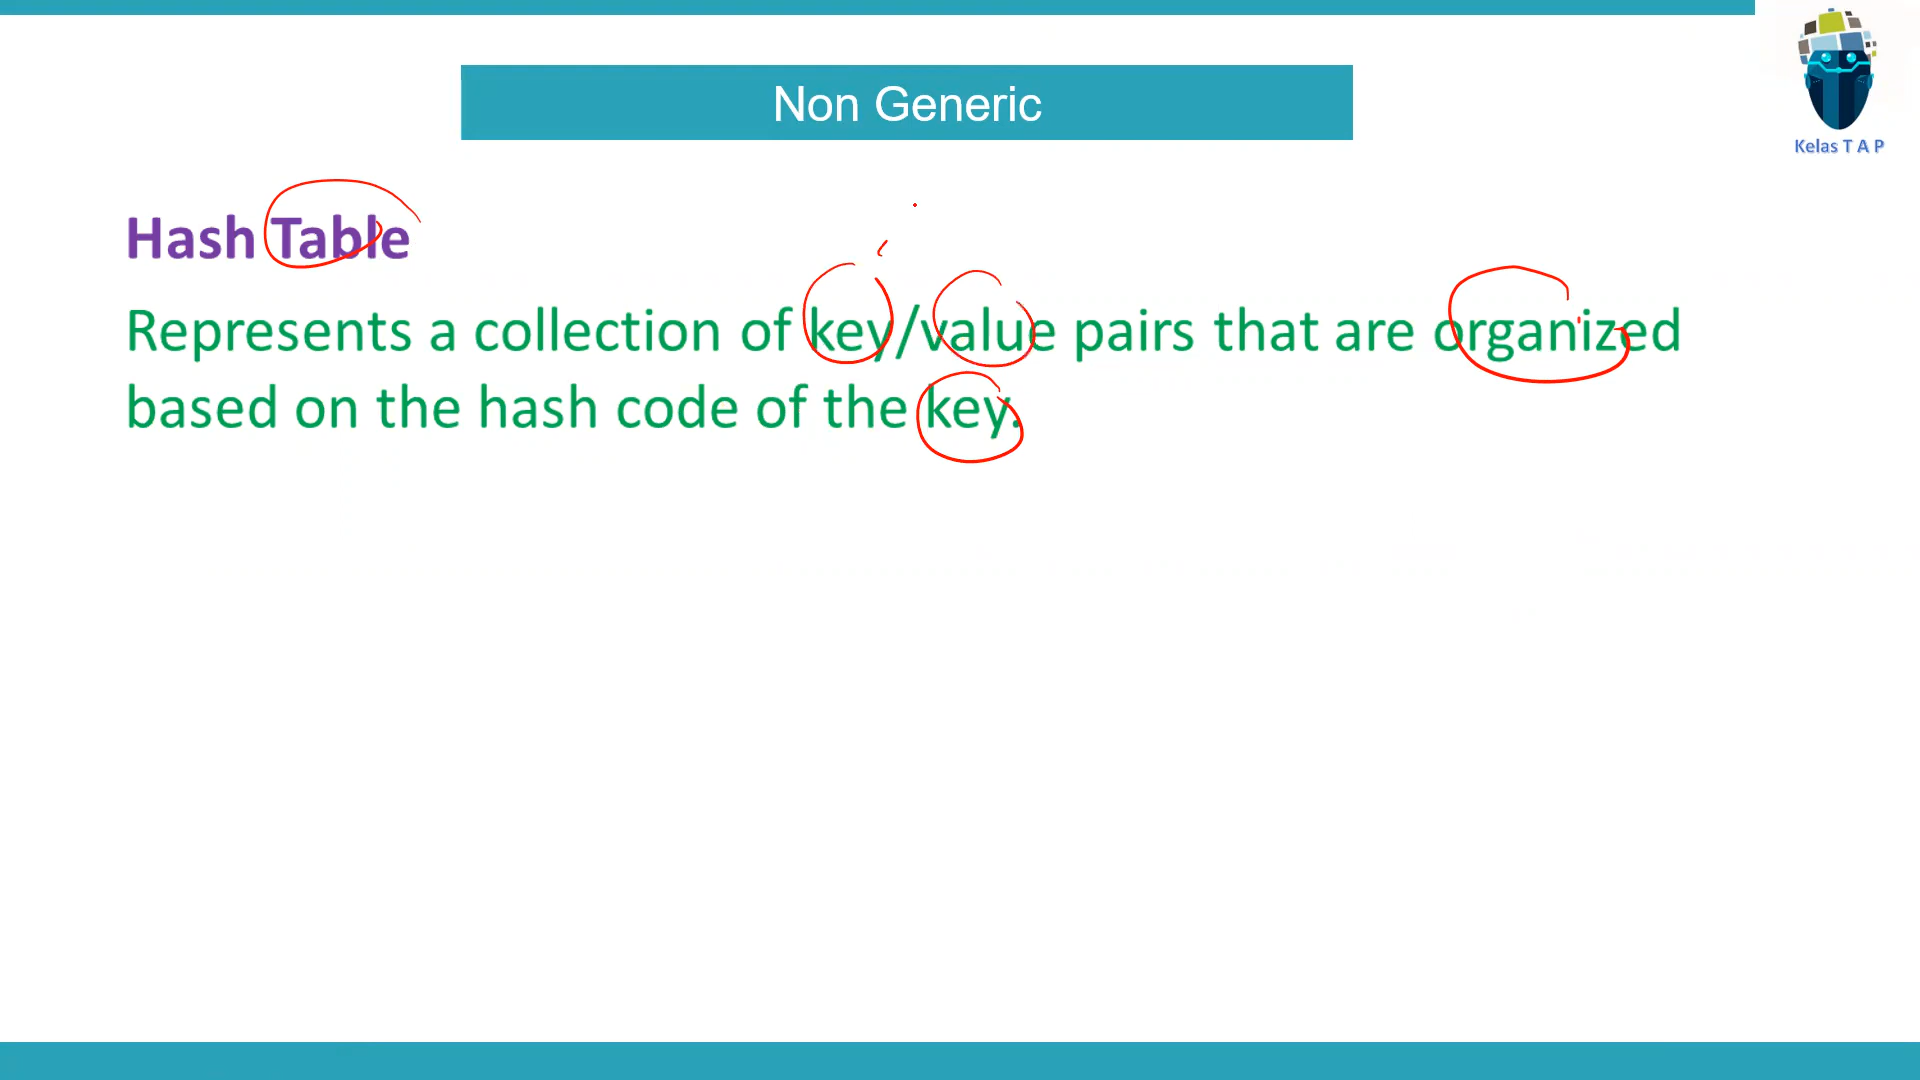 Non Generic
Kelas T A P
Hash Table
Represents a collection of key/value pairs that are organized
based on the hash code of the key.